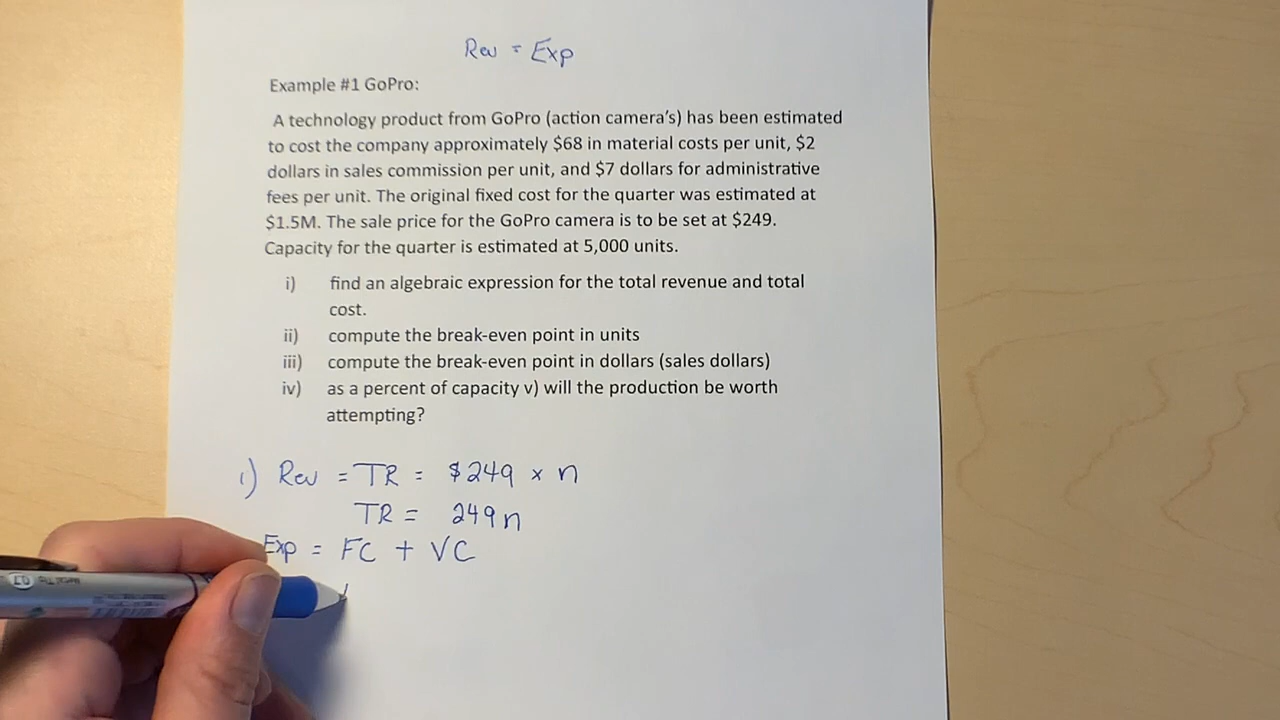 Rev = Exp
Example #1 GoPro:
A technology product from GoPro (action camera's) has been estimated
to cost the company approximately $68 in material costs per unit, $2
dollars in sales commission per unit, and $7 dollars for administrative
fees per unit. The original fixed cost for the quarter was estimated at
$1.5M. The sale price for the GoPro camera is to be set at $249.
Capacity for the quarter is estimated at 5,000 units.
i) find an algebraic expression for the total revenue and total
cost.
ii) compute the break-even point in units
iii) compute the break-even point in dollars (sales dollars)
iv) as a percent of capacity v) will the production be worth
attempting?
i) Rev = TR = $249 × n
TR = 249n
Exp = FC + VC
0.7